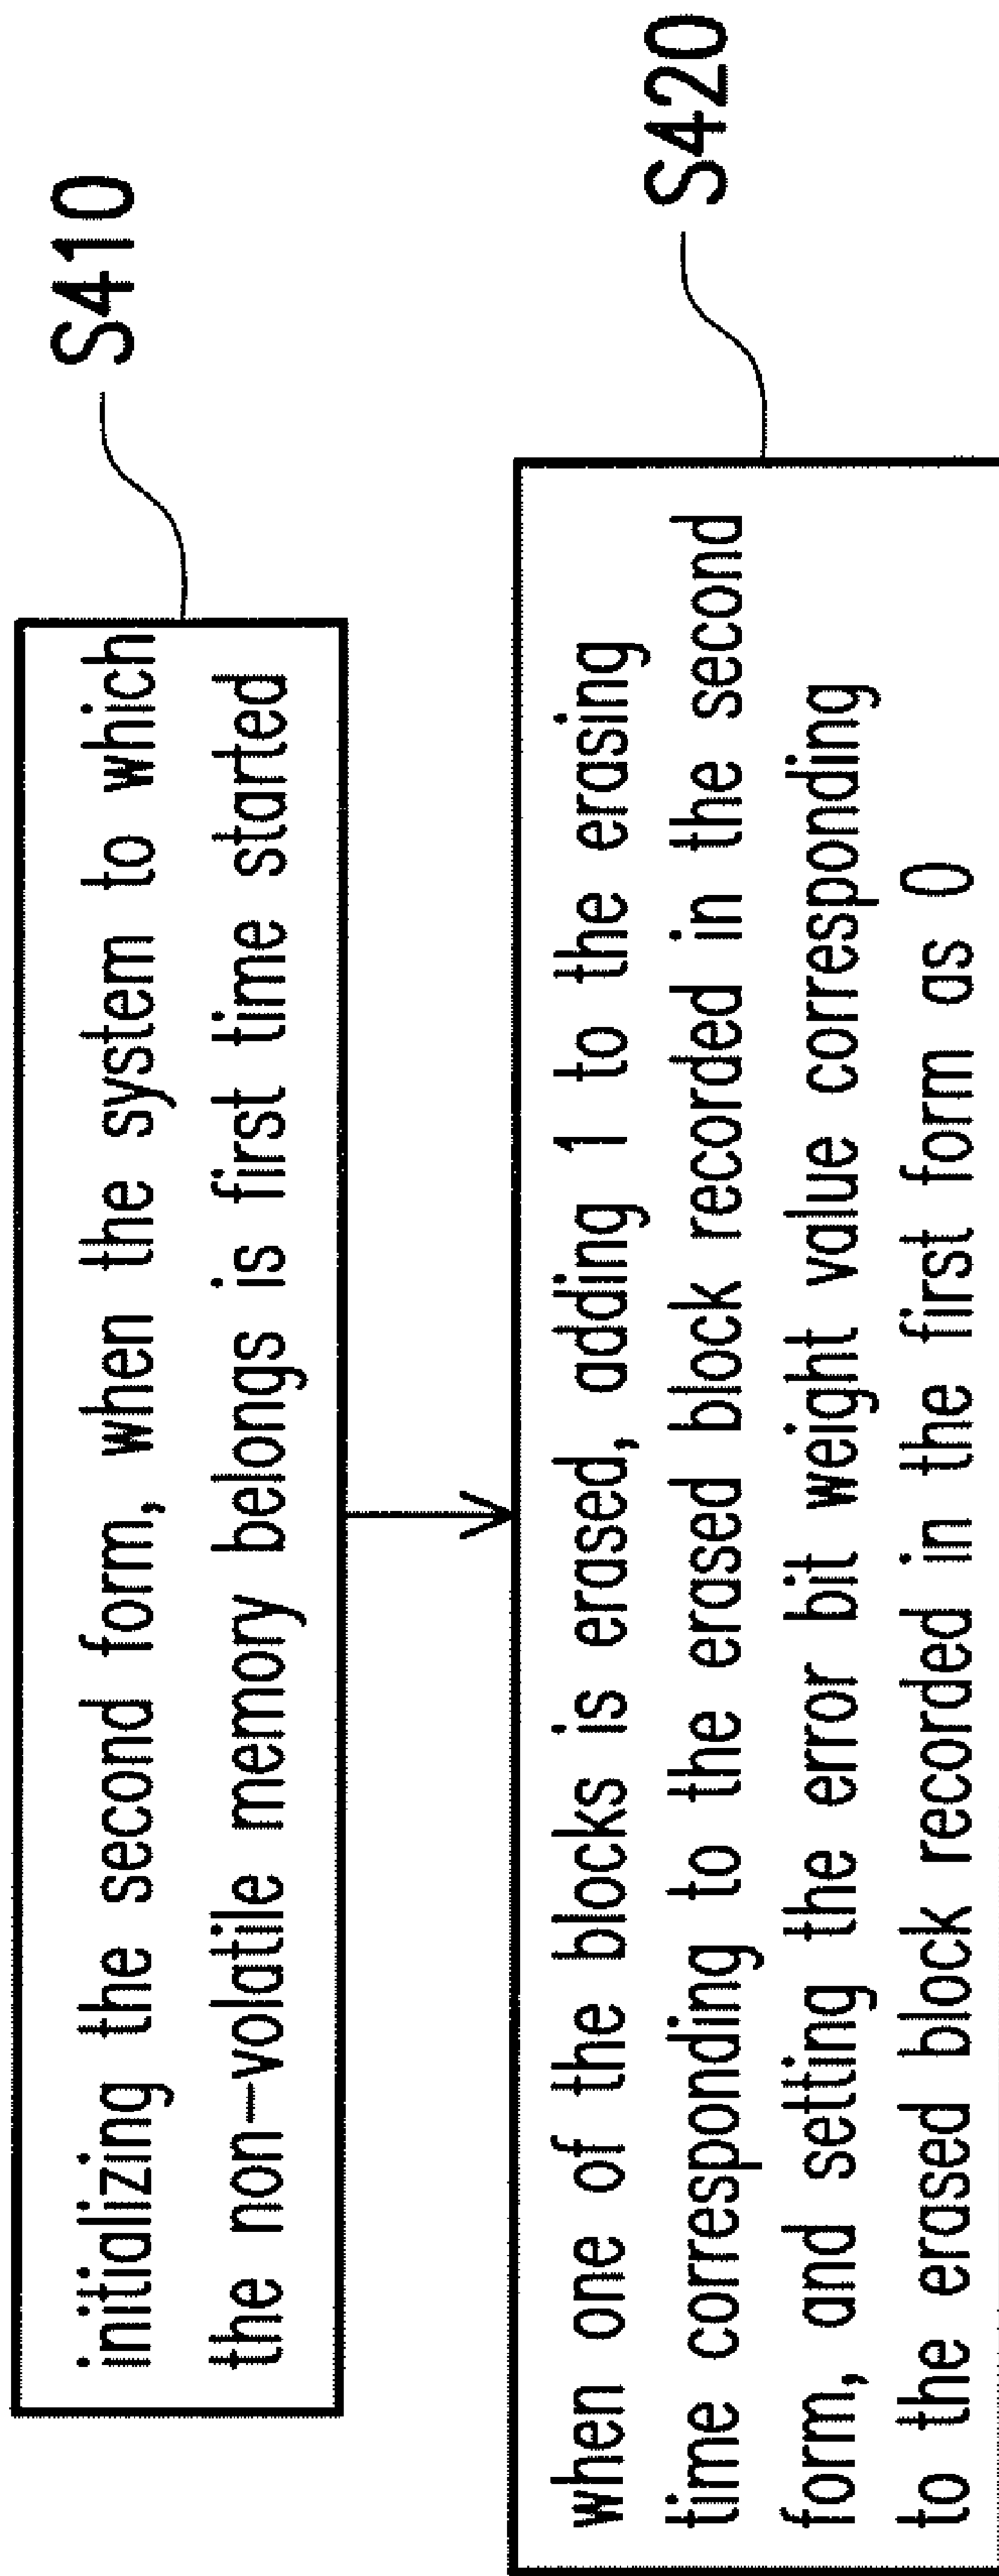 initializing the second form, when the system to which
the non-volatile memory belongs is first time started
S410
when one of the blocks is erased, adding 1 to the erasing
time corresponding to the erased block recorded in the second
form, and setting the error bit weight value corresponding
to the erased block recorded in the first form as 0
S420